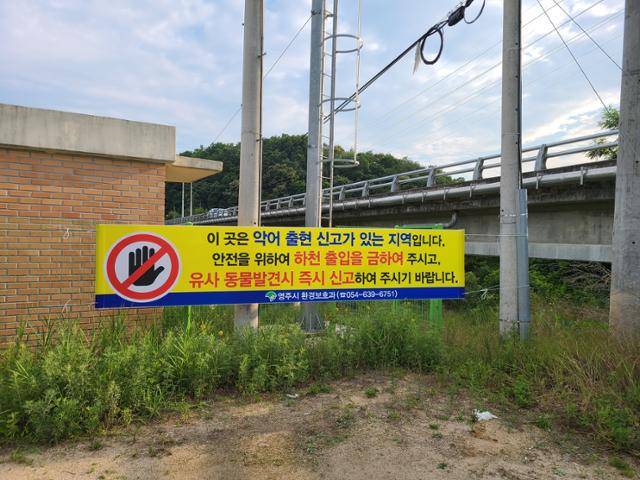 이 곳은 악어 출현 신고가 있는 지역입니다.
안전을 위하여 하천 출입을 금하여 주시고,
유사 동물발견시 즉시 신고하여 주시기 바랍니다.
영주시 환경보호과(☎054-639-6751)